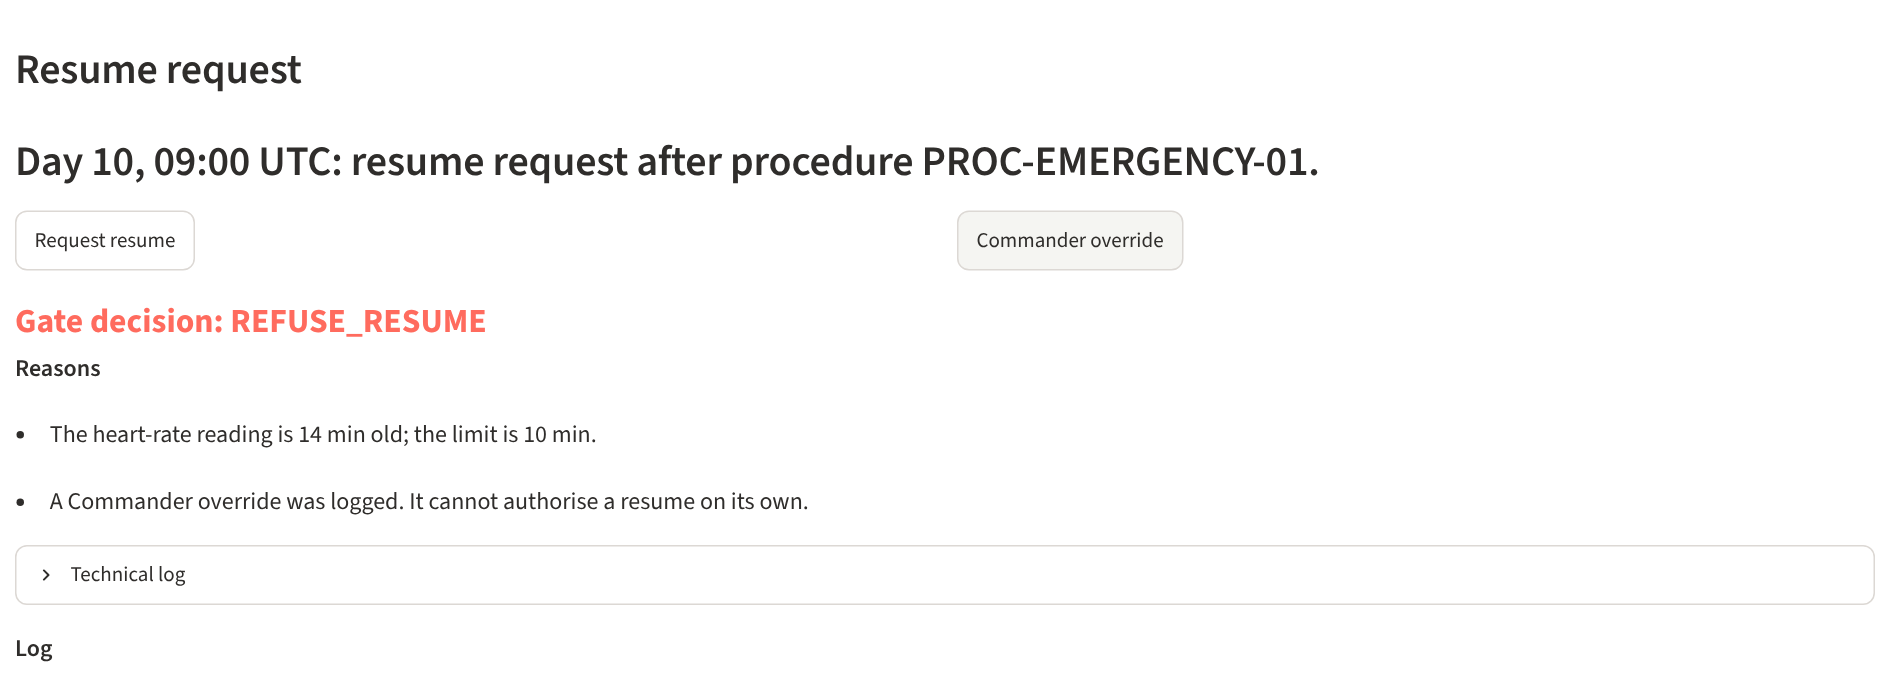 Resume request
Day 10, 09:00 UTC: resume request after procedure PROC-EMERGENCY-01.
Request resume
Commander override
Gate decision: REFUSE_RESUME
Reasons
• The heart-rate reading is 14 min old; the limit is 10 min.
• A Commander override was logged. It cannot authorise a resume on its own.
Technical log
Log